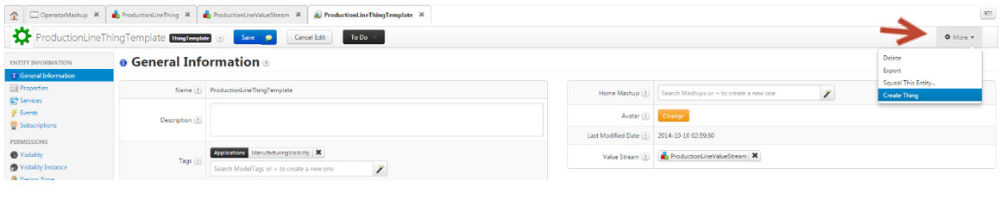 OperatorMashup ProductionLineThing ProductionLineValueStream ProductionLineThingTemplate
ProductionLineThingTemplate ThingTemplate Save Cancel Edit To Do More
Delete
Export
Squeal This Entity...
Create Thing
ENTITY INFORMATION
General Information
Properties
Services
Events
Subscriptions
PERMISSIONS
Visibility
Visibility Instance
Design Time
General Information
Name ProductionLineThingTemplate
Description
Tags Applications ManufacturingVisibility
Search ModelTags or + to create a new one
Home Mashup Search Mashups or + to create a new one
Avatar Change
Last Modified Date 2014-10-10 02:59:30
Value Stream ProductionLineValueStream